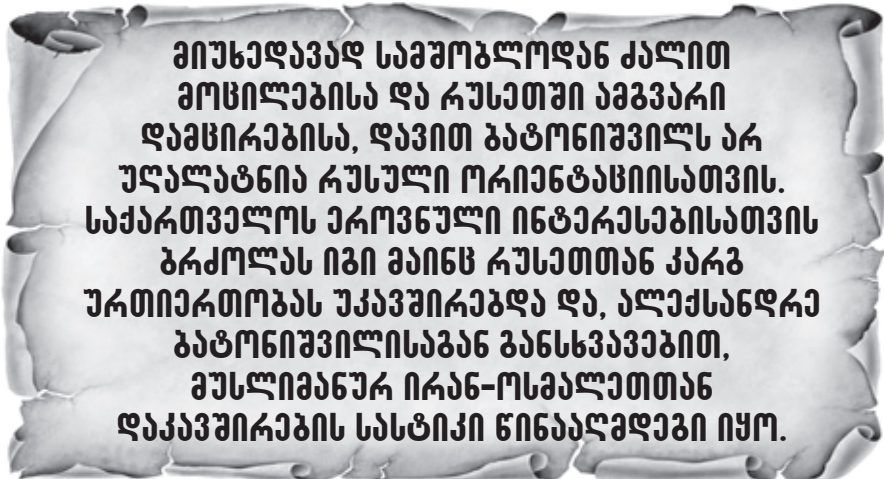 მიუხედავად სამშობლოდან ძალით
მოცილებისა და რუსეთში ამგვარი
დამცირებისა, დავით ბატონიშვილს არ
უღალატნია რუსული ორიენტაციისათვის.
საქართველოს ეროვნული ინტერესებისათვის
ბრძოლას იგი მაინც რუსეთთან კარგ
ურთიერთობას უკავშირებდა და, ალექსანდრე
ბატონიშვილისაგან განსხვავებით,
მუსლიმანურ ირან-ოსმალეთთან
დაკავშირების სასტიკი წინააღმდეგი იყო.